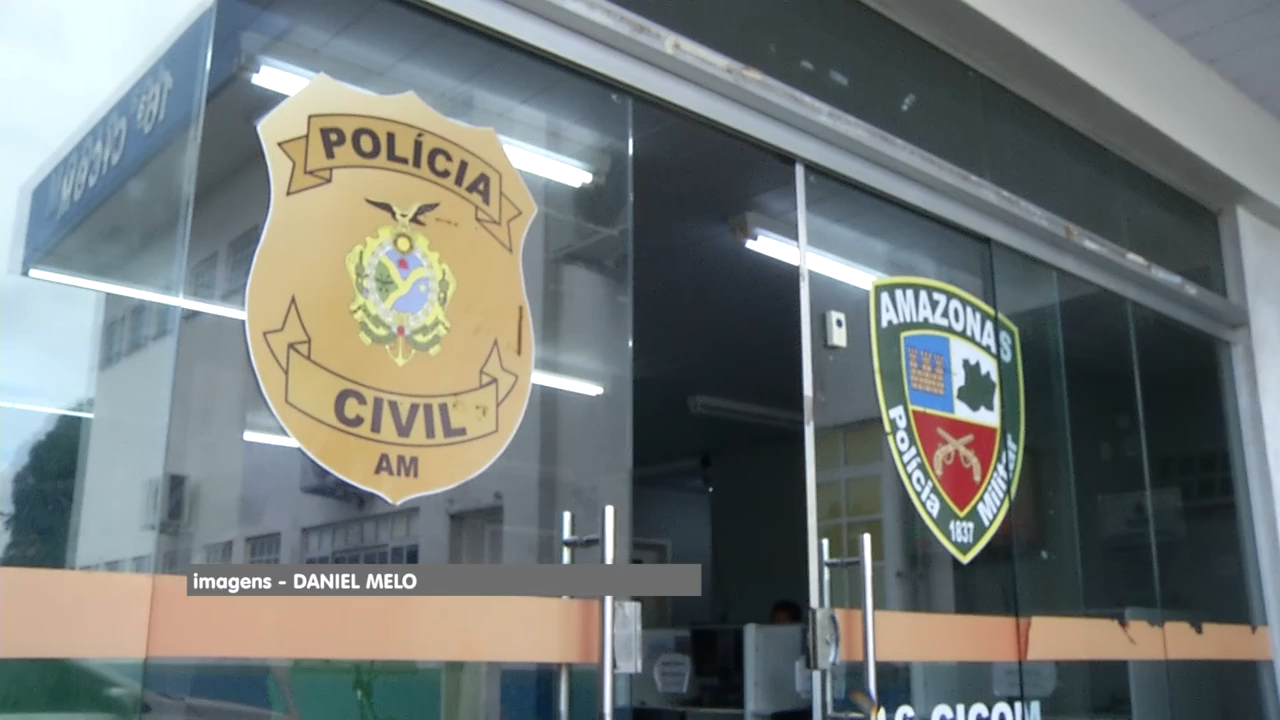 POLÍCIA
CIVIL
AM
AMAZONAS
Polícia Militar
1837
imagens - DANIEL MELO